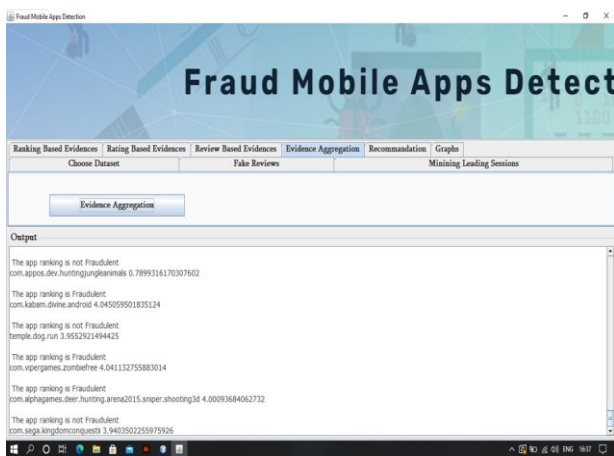 Fraud Mobile Apps Detection
Fraud Mobile Apps Detect
Ranking Based Evidences Rating Based Evidences Review Based Evidences Evidence Aggregation Recommandation Graphs
Choose Dataset Fake Reviews Minining Leading Sessions
Evidence Aggregation
Output
The app ranking is not Fraudulent
com.appos.dev.huntingjungleanimals 0.7899316170307602
The app ranking is Fraudulent
com.kabam.divine.android 4.045059501835124
The app ranking is not Fraudulent
temple.dog.run 3.9552921494425
The app ranking is Fraudulent
com.vipergames.zombiefree 4.041132755883014
The app ranking is Fraudulent
com.alphagames.deer.hunting.arena2015.sniper.shooting3d 4.00093684062732
The app ranking is not Fraudulent
com.sega.kingdomconquestii 3.9403502255975926
ENG 1637